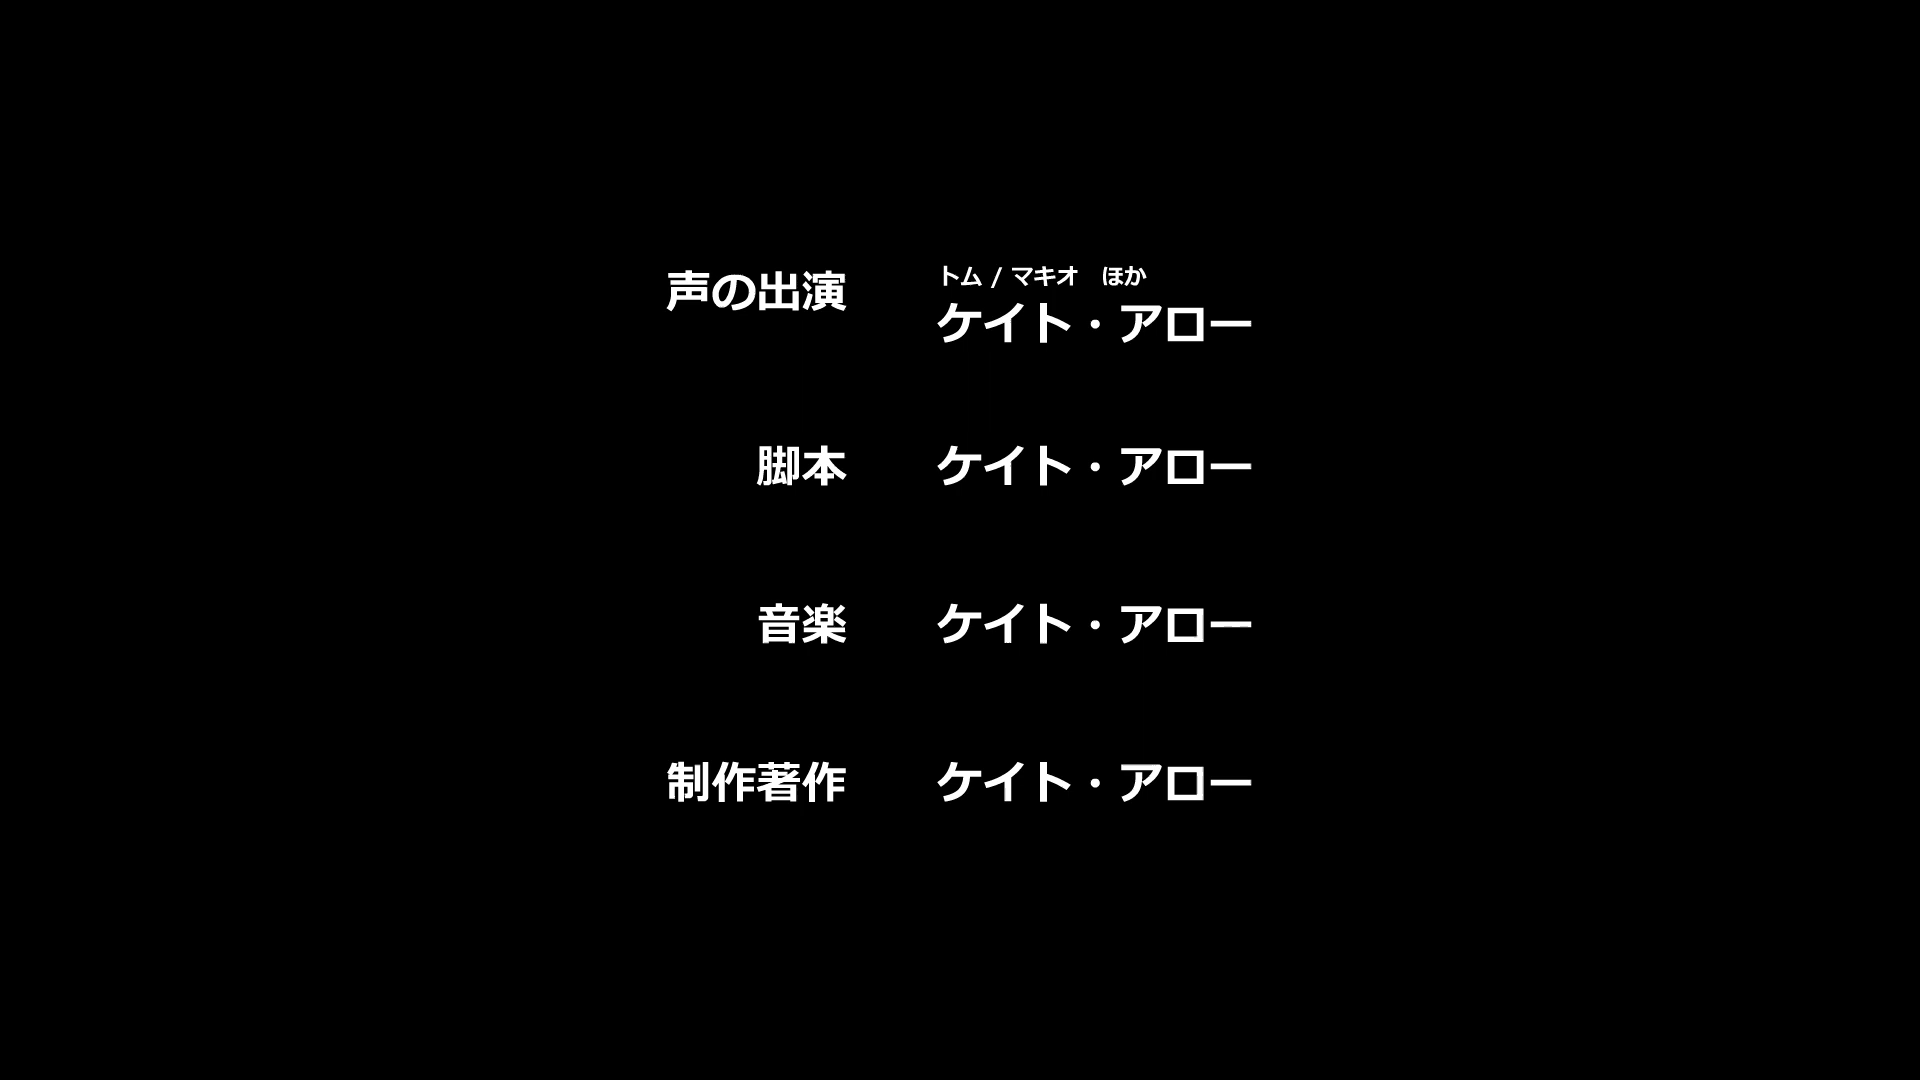 声の出演
トム / マキオ　ほか
ケイト・アロー
脚本　ケイト・アロー
音楽　ケイト・アロー
制作著作　ケイト・アロー